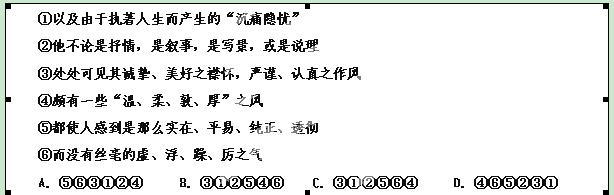 ①以及由于执著人生而产生的“沉痛隐忧”
②他不论是抒情，是叙事，是写景，或是说理
③处处可见其诚挚、美好之襟怀，严谨、认真之作风
④颇有一些“温、柔、敦、厚”之风
⑤都使人感到是那么实在、平易、纯正、透彻
⑥而没有丝毫的虚、浮、躁、厉之气
A. ⑤⑥③①②④ B. ③①②⑤④⑥ C. ③①②⑤⑥④ D. ④⑥⑤②③①